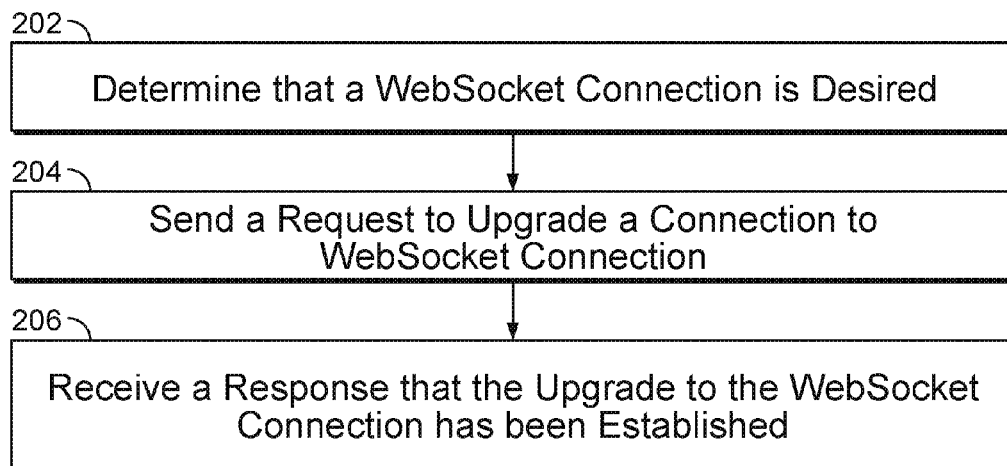 202
Determine that a WebSocket Connection is Desired
204
Send a Request to Upgrade a Connection to
WebSocket Connection
206
Receive a Response that the Upgrade to the WebSocket
Connection has been Established